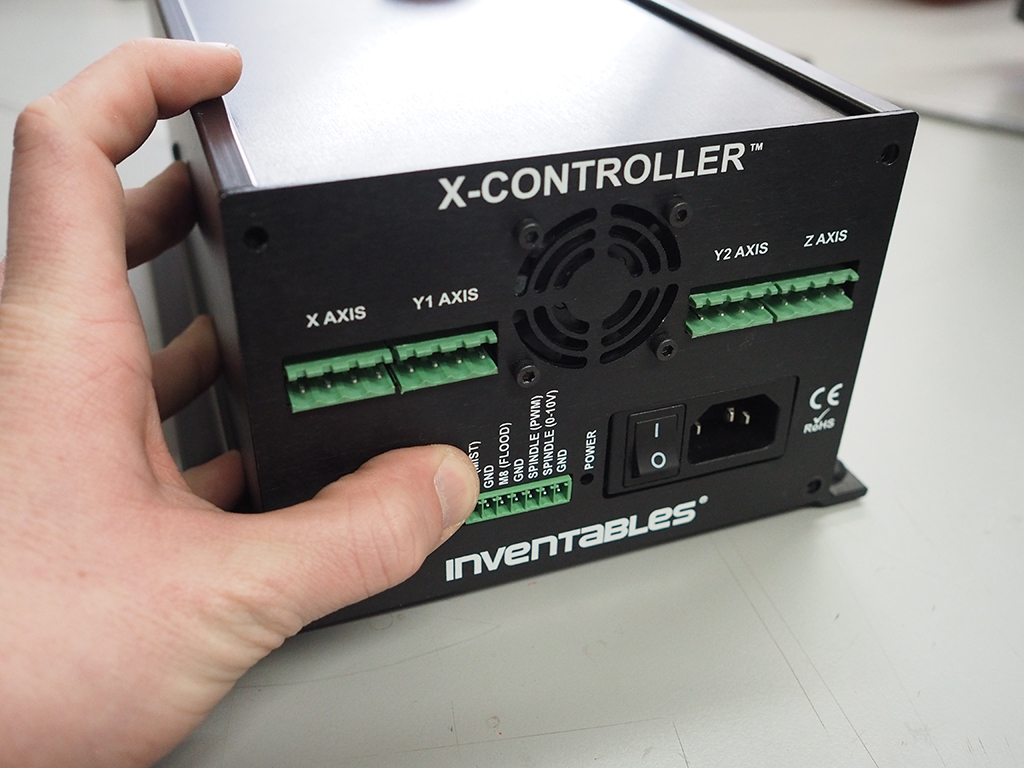 X-CONTROLLER™
X AXIS
Y1 AXIS
Y2 AXIS
Z AXIS
GND
M8 (FLOOD)
GND
SPINDLE (PWM)
SPINDLE (0-10V)
GND
POWER
I
O
CE
RoHS
INVENTABLES